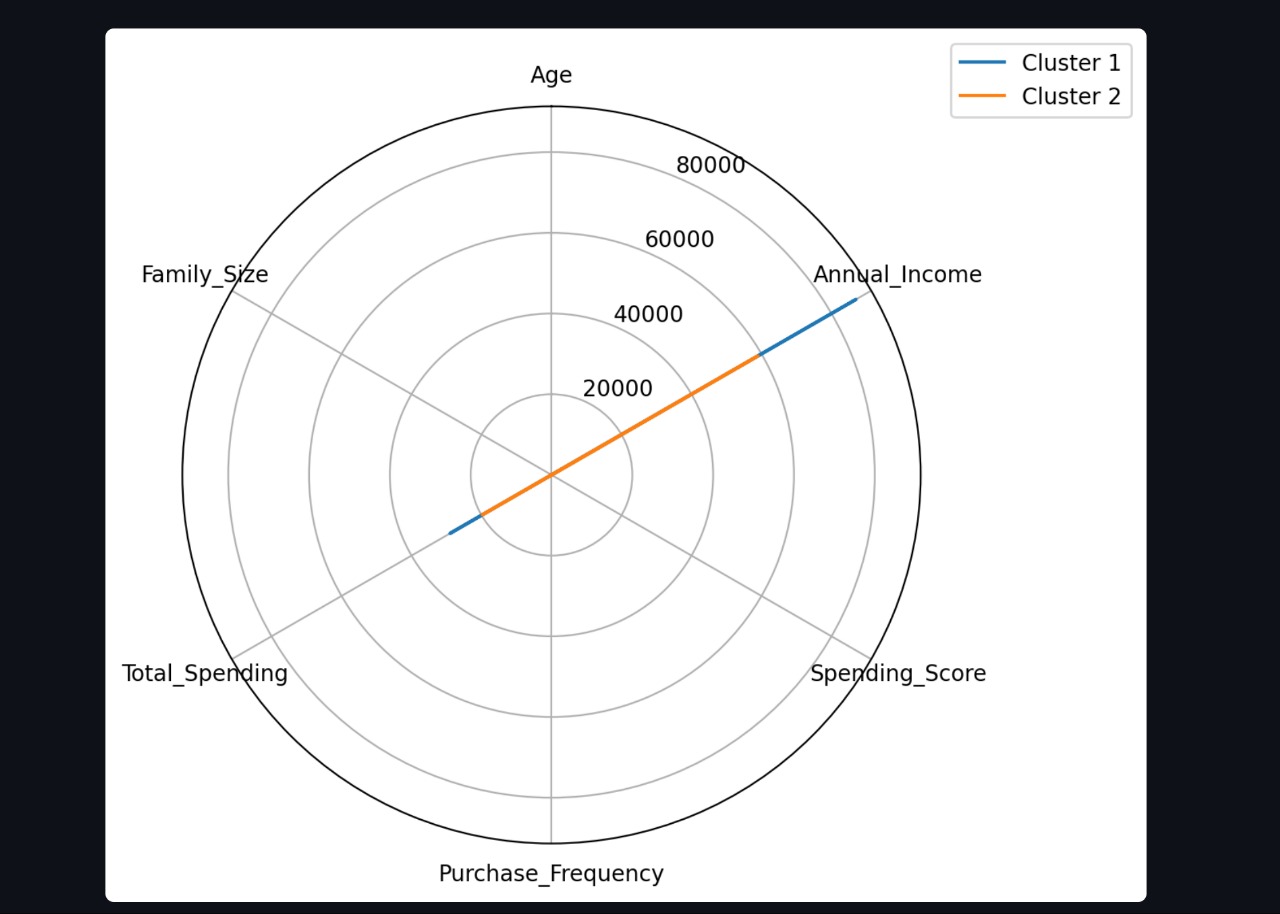 Cluster 1
Cluster 2
Age
80000
60000
Family_Size
Annual_Income
40000
20000
Total_Spending
Spending_Score
Purchase_Frequency